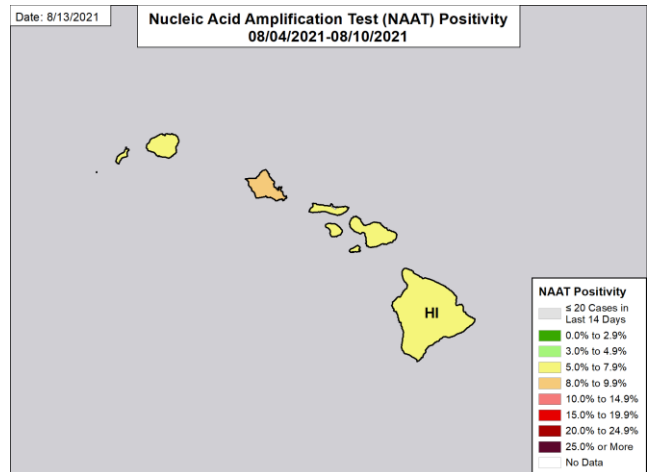 Date: 8/13/2021
Nucleic Acid Amplification Test (NAAT) Positivity
08/04/2021-08/10/2021
HI
NAAT Positivity
≤ 20 Cases in
Last 14 Days
0.0% to 2.9%
3.0% to 4.9%
5.0% to 7.9%
8.0% to 9.9%
10.0% to 14.9%
15.0% to 19.9%
20.0% to 24.9%
25.0% or More
No Data